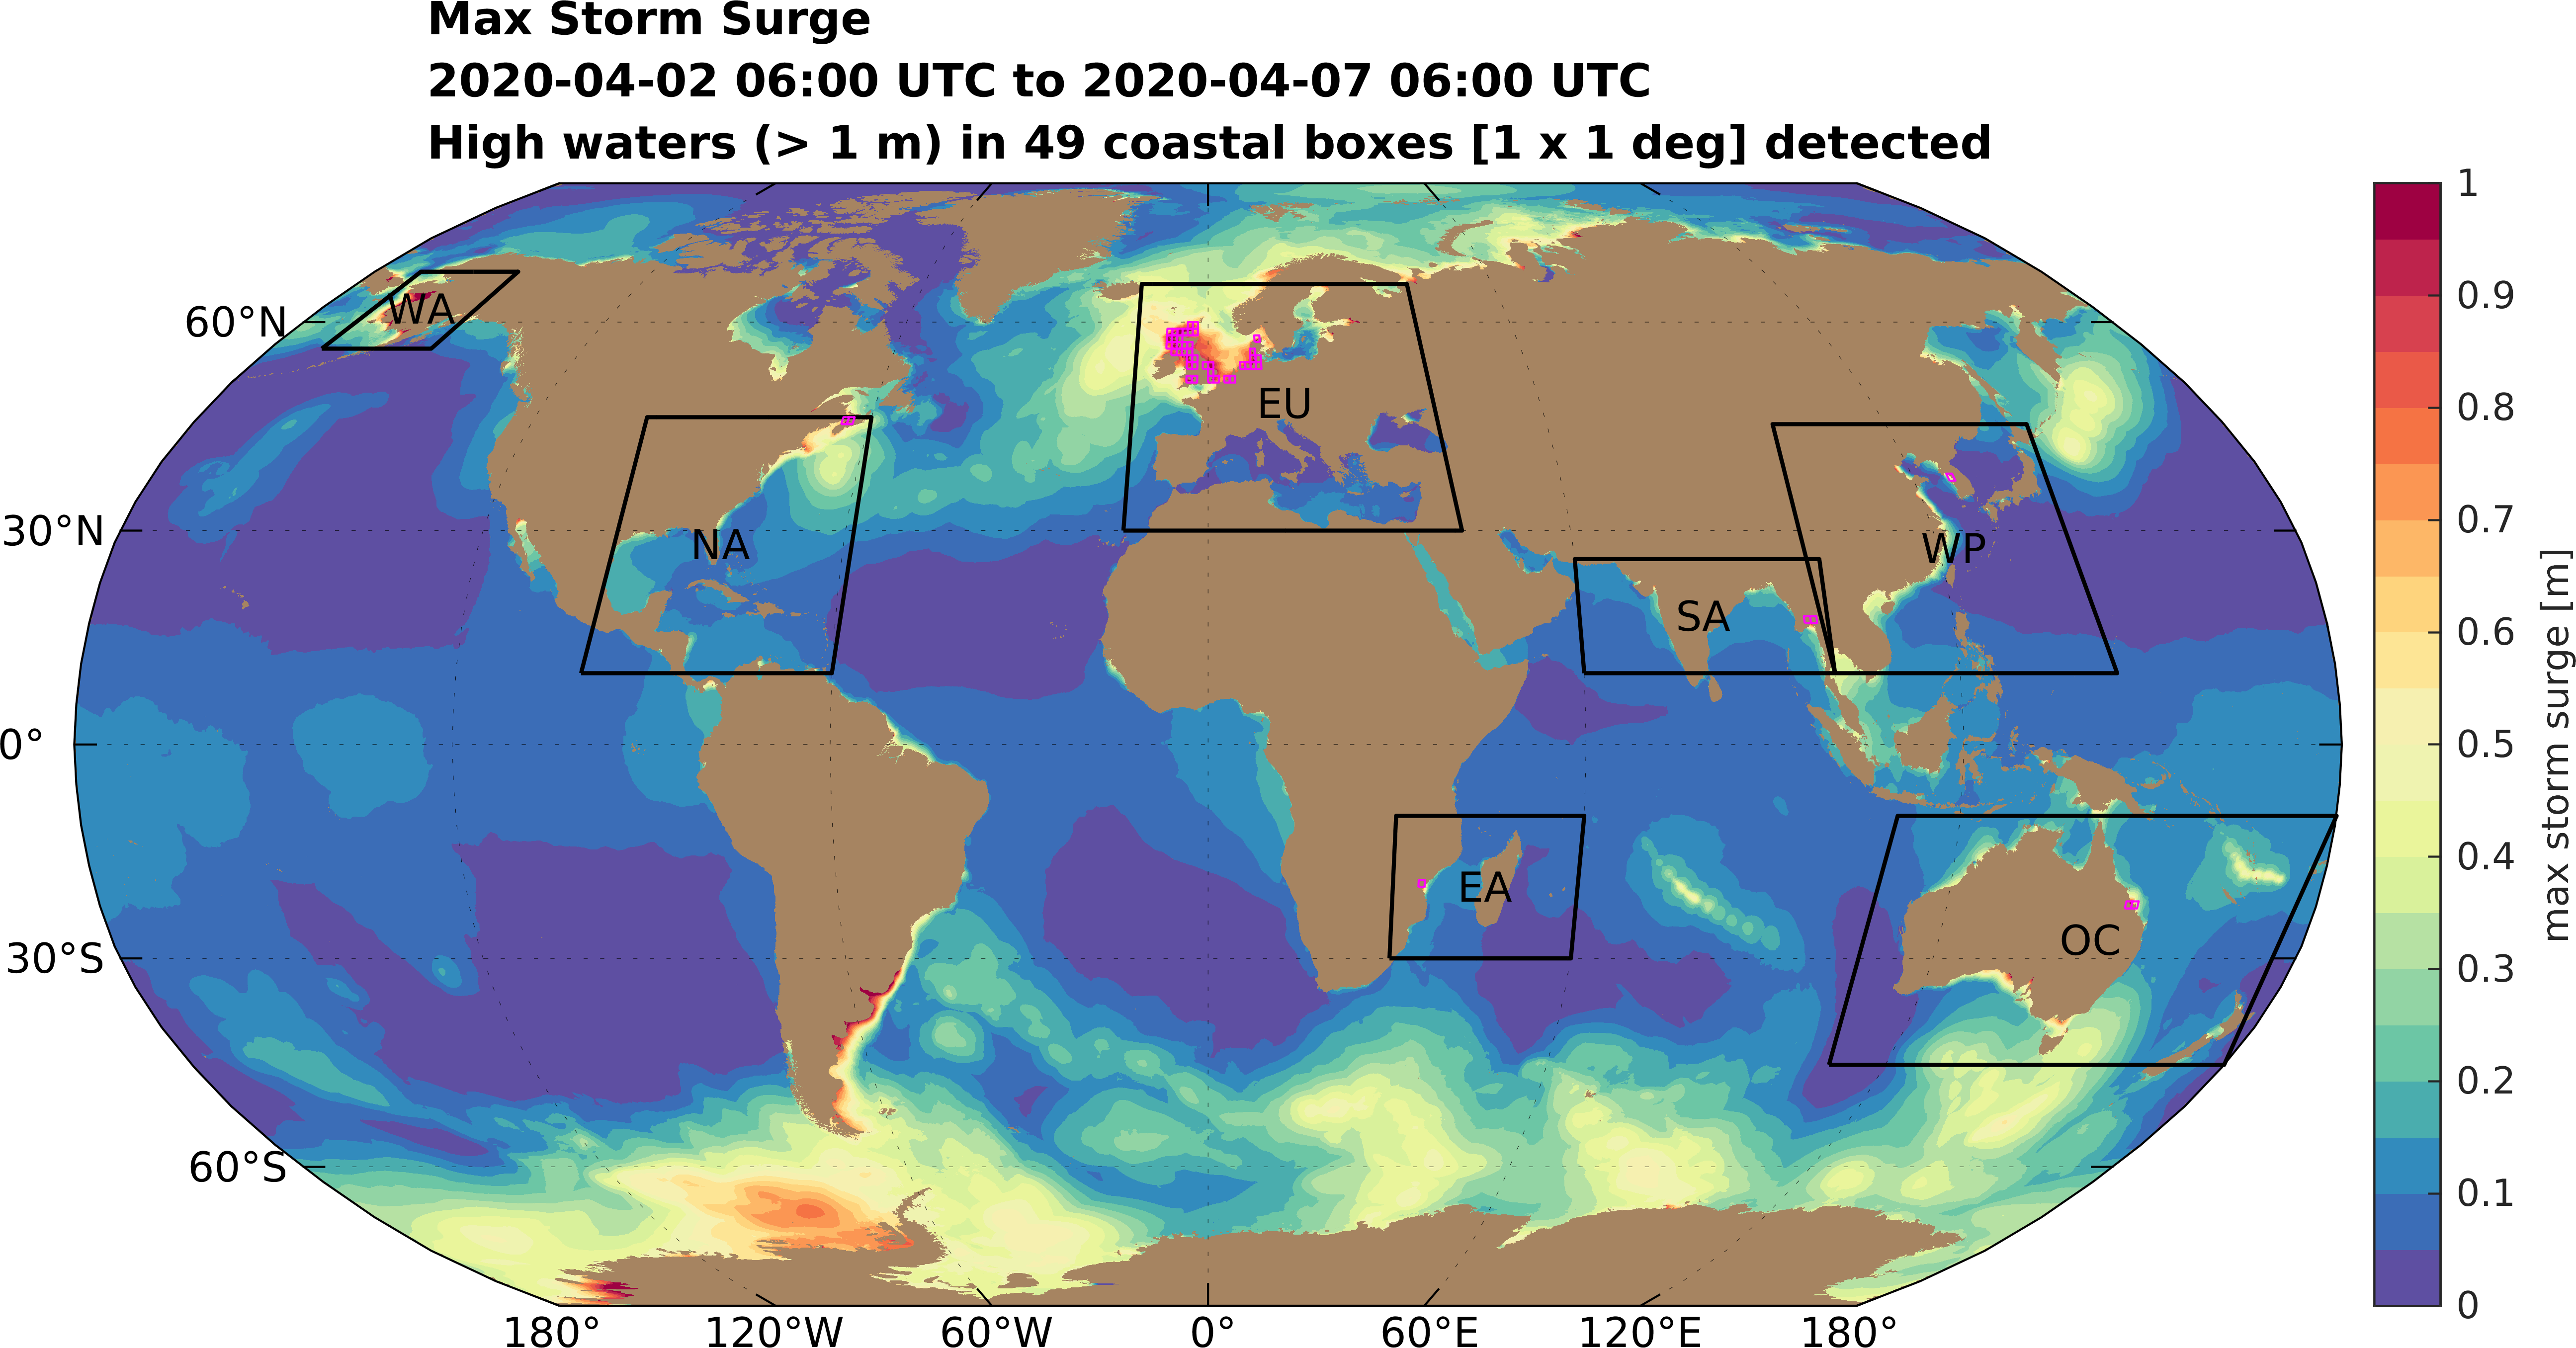 Max Storm Surge
2020-04-02 06:00 UTC to 2020-04-07 06:00 UTC
High waters (> 1 m) in 49 coastal boxes [1 x 1 deg] detected
60°N
30°N
0°
30°S
60°S
180°
120°W
60°W
0°
60°E
120°E
180°
WA
NA
EU
SA
WP
EA
OC
1
0.9
0.8
0.7
0.6
0.5
0.4
0.3
0.2
0.1
0
max storm surge [m]